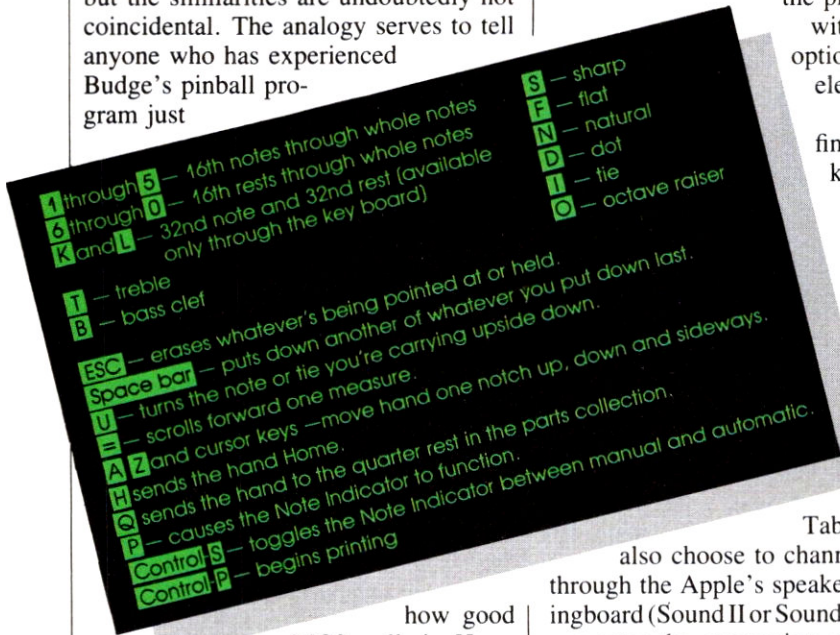 but the similarities are undoubtedly not
coincidental. The analogy serves to tell
anyone who has experienced
Budge's pinball pro-
gram just
1 through 5 — 16th notes through whole notes
6 through 0 — 16th rests through whole notes
K and L — 32nd note and 32nd rest (available
only through the key board)
T — treble
B — bass clef
S — sharp
F — flat
N — natural
D — dot
I — tie
O — octave raiser
ESC — erases whatever's being pointed at or held.
Space bar — puts down another of whatever you put down last.
U — turns the note or tie you're carrying upside down.
= — scrolls forward one measure.
A Z and cursor keys —move hand one notch up, down and sideways.
H sends the hand Home.
Q sends the hand to the quarter rest in the parts collection.
P — causes the Note Indicator to function.
Control-S — toggles the Note Indicator between manual and automatic.
Control-P — begins printing
how good
also choose to
through the Apple's
ingboard (Sound II or